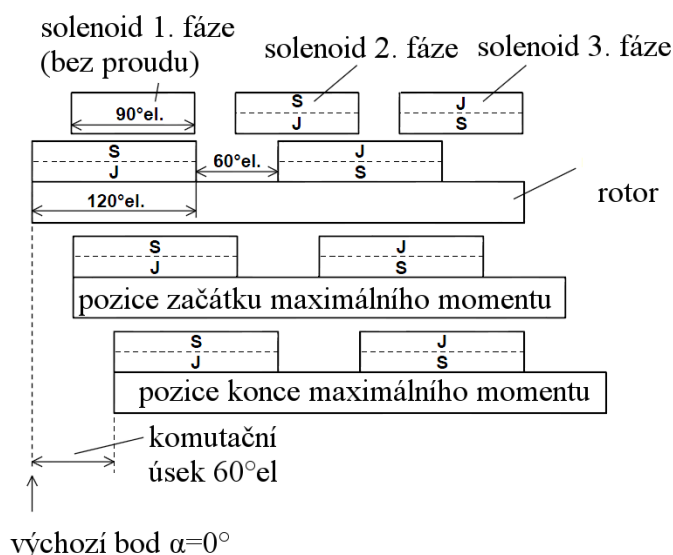 solenoid 1. fáze
(bez proudu)
solenoid 2. fáze
solenoid 3. fáze
90°el.
S
J
J
S
S
J
60°el.
J
S
120°el.
rotor
S
J
J
S
pozice začátku maximálního momentu
S
J
J
S
pozice konce maximálního momentu
komutační
úsek 60°el
výchozí bod α=0°